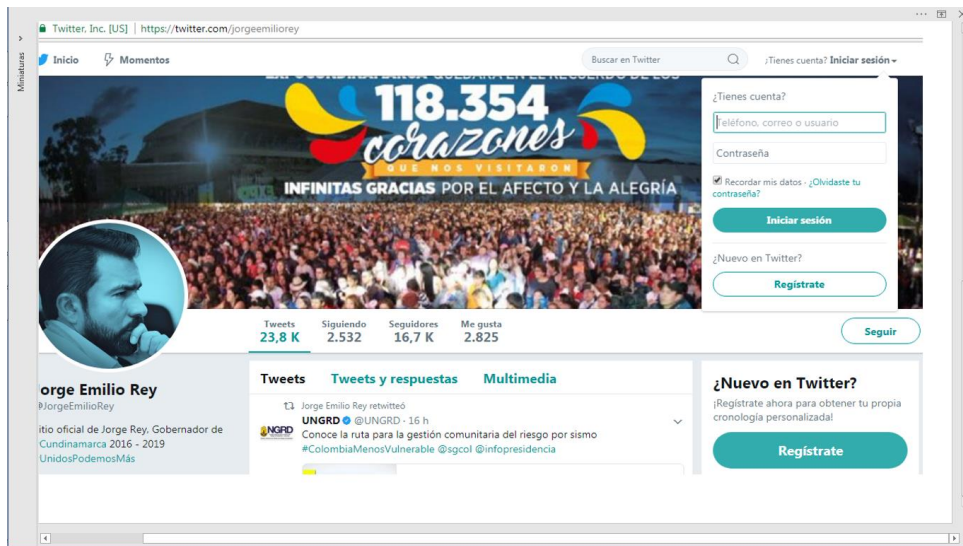 Miniaturas
Twitter, Inc. [US] | https://twitter.com/jorgeemiliorey
Inicio
Momentos
Buscar en Twitter
¿Tienes cuenta? Iniciar sesión
118.354
corazones
QUE NOS VISITARON
INFINITAS GRACIAS POR EL AFECTO Y LA ALEGRÍA
¿Tienes cuenta?
Teléfono, correo o usuario
Contraseña
Recordar mis datos · ¿Olvidaste tu
contraseña?
Iniciar sesión
¿Nuevo en Twitter?
Regístrate
Tweets
23,8 K
Siguiendo
2.532
Seguidores
16,7 K
Me gusta
2.825
Seguir
Jorge Emilio Rey
@JorgeEmilioRey
itio oficial de Jorge Rey, Gobernador de
Cundinamarca 2016 - 2019
UnidosPodemosMás
Tweets
Tweets y respuestas
Multimedia
Jorge Emilio Rey retwitteó
UNGRD @UNGRD · 16 h
Conoce la ruta para la gestión comunitaria del riesgo por sismo
#ColombiaMenosVulnerable @sgcol @infopresidencia
¿Nuevo en Twitter?
¡Regístrate ahora para obtener tu propia
cronología personalizada!
Regístrate